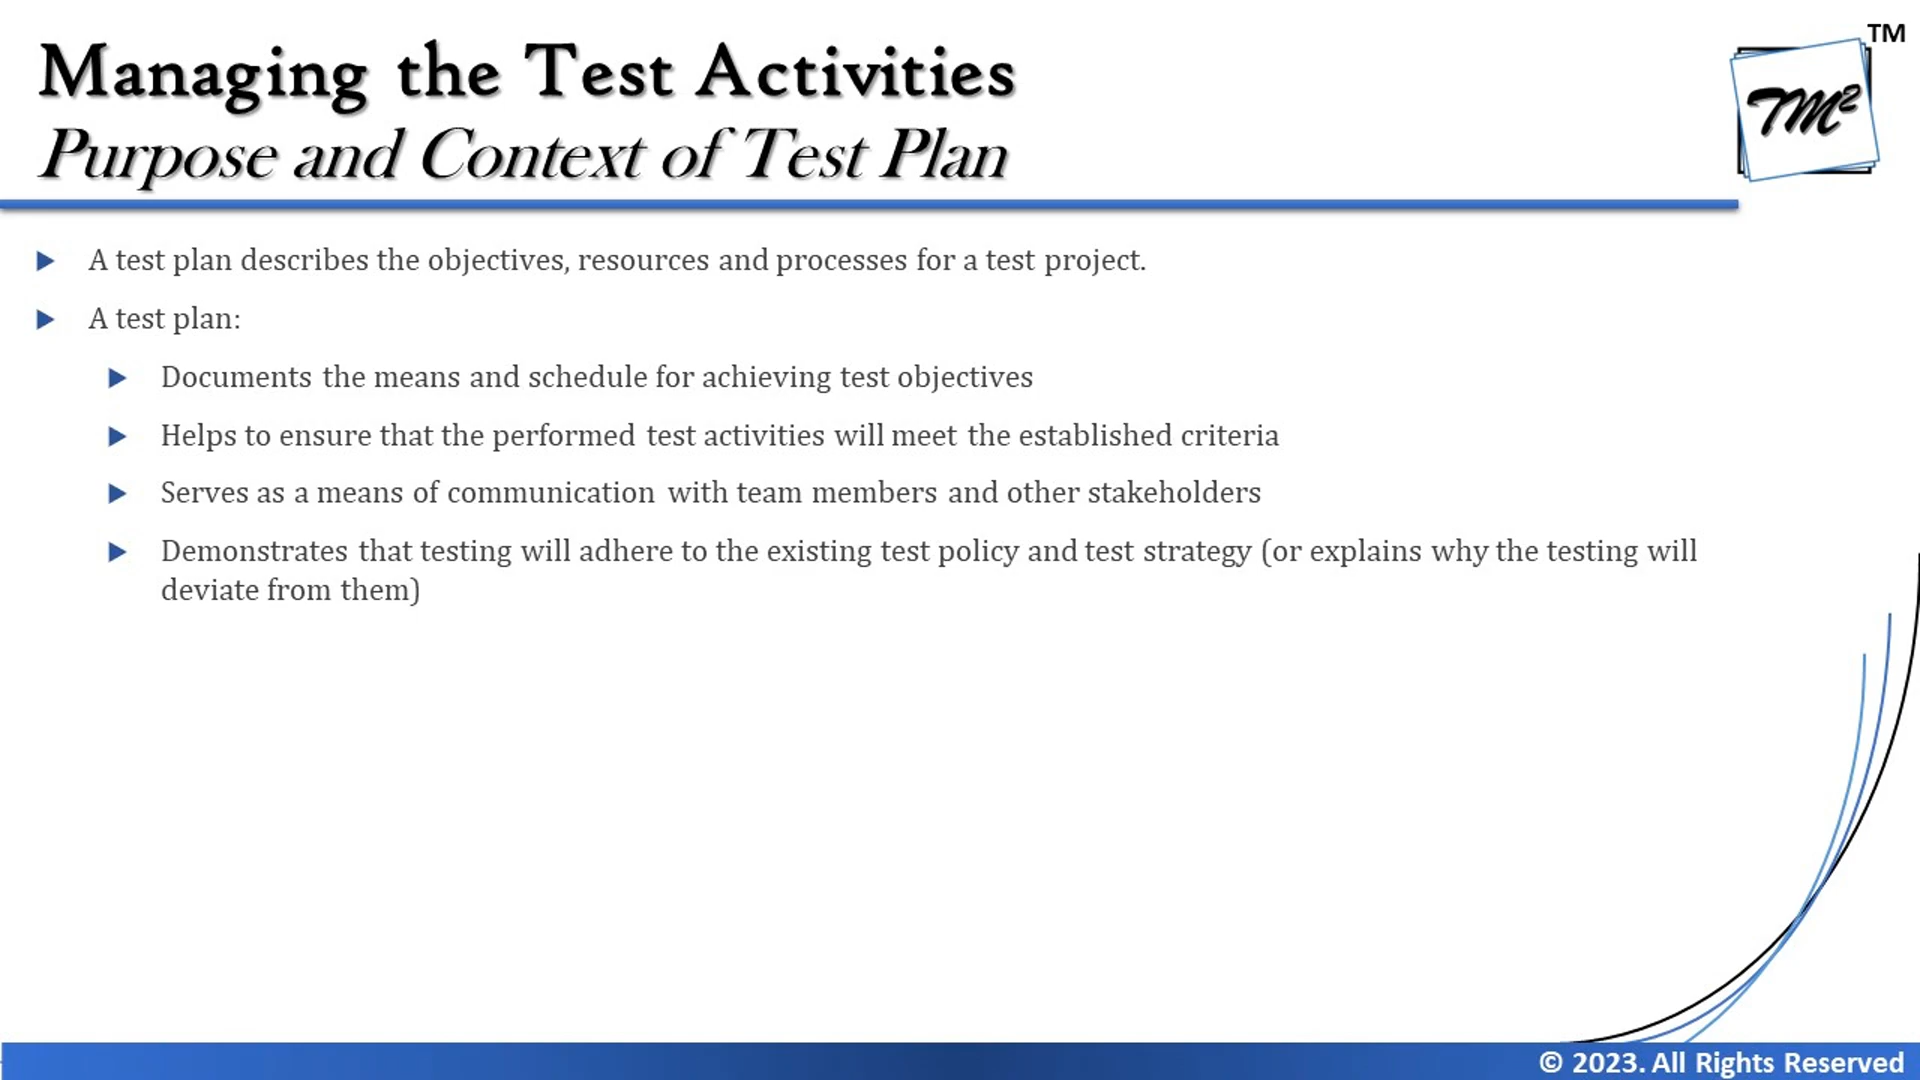 Managing the Test Activities
Purpose and Context of Test Plan
TM
TM²
A test plan describes the objectives, resources and processes for a test project.
A test plan:
Documents the means and schedule for achieving test objectives
Helps to ensure that the performed test activities will meet the established criteria
Serves as a means of communication with team members and other stakeholders
Demonstrates that testing will adhere to the existing test policy and test strategy (or explains why the testing will
deviate from them)
© 2023. All Rights Reserved